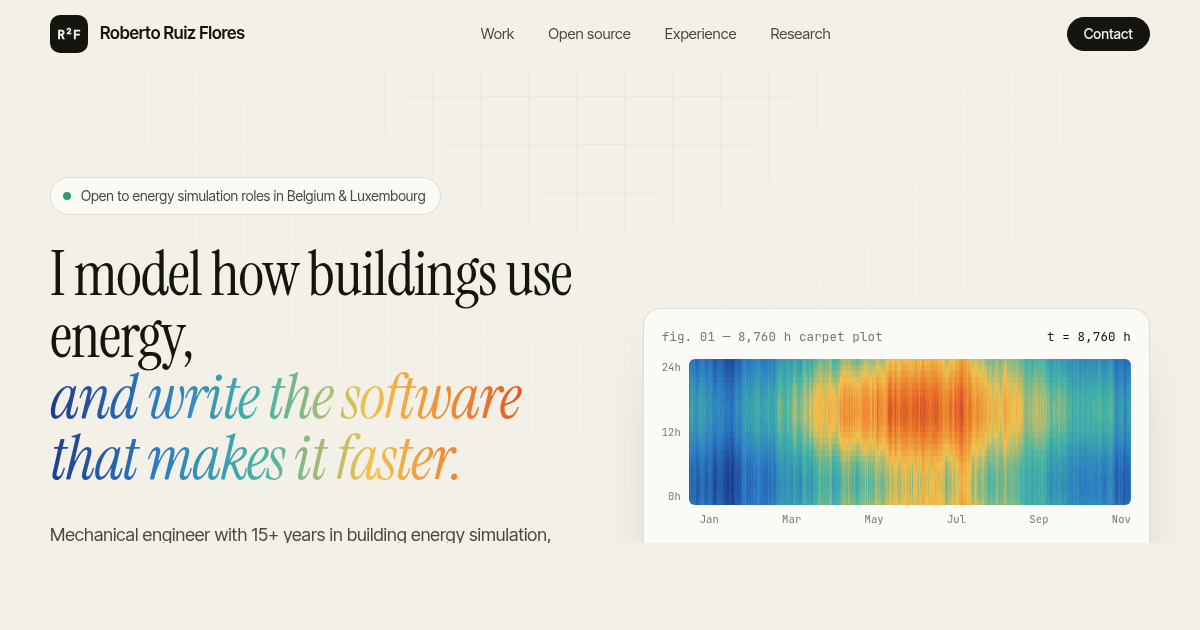 R²F
Roberto Ruiz Flores
Work
Open source
Experience
Research
Contact
Open to energy simulation roles in Belgium & Luxembourg
I model how buildings use
energy,
and write the software
that makes it faster.
Mechanical engineer with 15+ years in building energy simulation,
fig. 01 — 8,760 h carpet plot
t = 8,760 h
24h
12h
0h
Jan
Mar
May
Jul
Sep
Nov